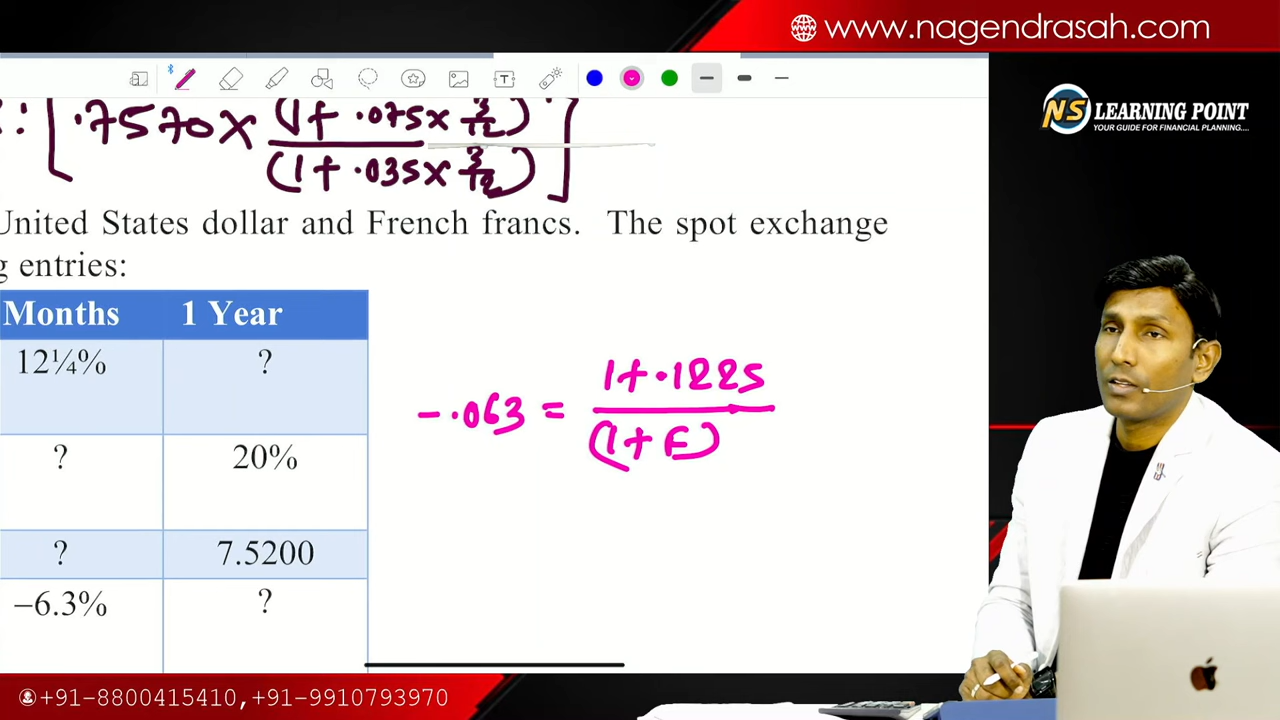 www.nagendrasah.com
NS LEARNING POINT
YOUR GUIDE FOR FINANCIAL PLANNING....
: [ .7570 × (1 + .075 × 3/12) / (1 + .035 × 3/12) ]
United States dollar and French francs. The spot exchange
g entries:
Months 1 Year
12¼% ?
? 20%
? 7.5200
–6.3% ?
- .063 = 1 + .1225 / (1 + F)
+91-8800415410,+91-9910793970